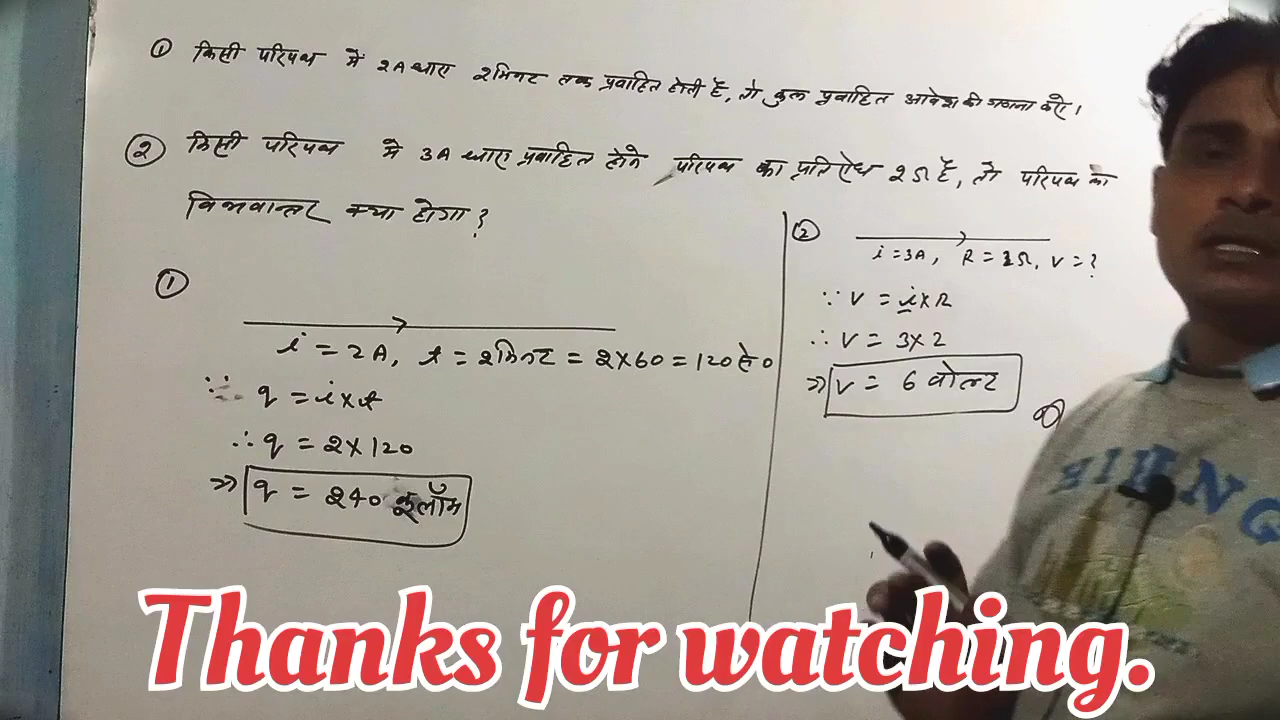 ① किसी परिपथ में 2A धारा 2मिनट तक प्रवाहित होती है, तो कुल प्रवाहित आवेश की गणना करो।
② किसी परिपथ में 3A धारा प्रवाहित होने परिपथ का प्रतिरोध 2Ω है, तो परिपथ का
विभवान्तर क्या होगा?
①
i = 2A, t = 2मिनट = 2×60 = 120 से०
∵ q = i×t
∴ q = 2×120
⇒ q = 240 कूलॉम
②
i = 3A, R = 2Ω, V = ?
∵ V = i×R
∴ V = 3×2
⇒ V = 6 वोल्ट
Thanks for watching.